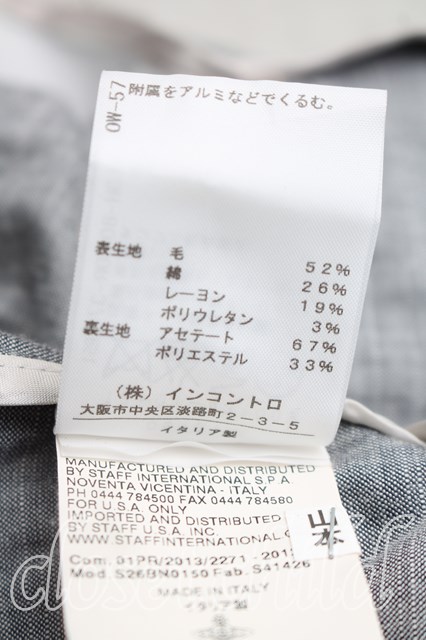 OW-57
附属をアルミなどでくるむ。
表生地 毛 52%
綿 26%
レーヨン 19%
ポリウレタン 3%
裏生地 アセテート 67%
ポリエステル 33%
（株）インコントロ
大阪市中央区淡路町2-3-5
イタリア製
MANUFACTURED AND DISTRIBUTED
BY STAFF INTERNATIONAL S.P.A.
NOVENTA VICENTINA - ITALY
PH 0444 784500 FAX 0444 784580
FOR U.S.A. ONLY
IMPORTED AND DISTRIBUTED
BY STAFF U.S.A. INC.
WWW.STAFFINTERNATIONAL.C
山本
Com. 01PR/2013/2271 - 201
Mod. S26BN0150 Fab. S41426
MADE IN ITALY
イタリア製